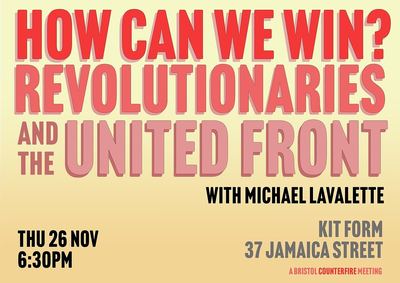 HOW CAN WE WIN?
REVOLUTIONARIES
AND THE UNITED FRONT
WITH MICHAEL LAVALETTE
KIT FORM
37 JAMAICA STREET
THU 26 NOV
6:30PM
A BRISTOL COUNTERFIRE MEETING